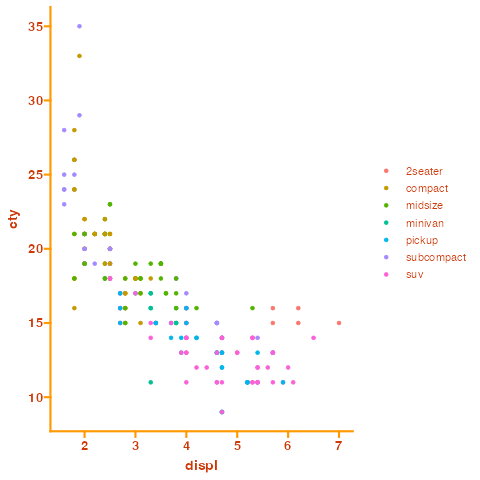 35
30
25
20
15
10
cty
2 3 4 5 6 7
displ
2seater
compact
midsize
minivan
pickup
subcompact
suv